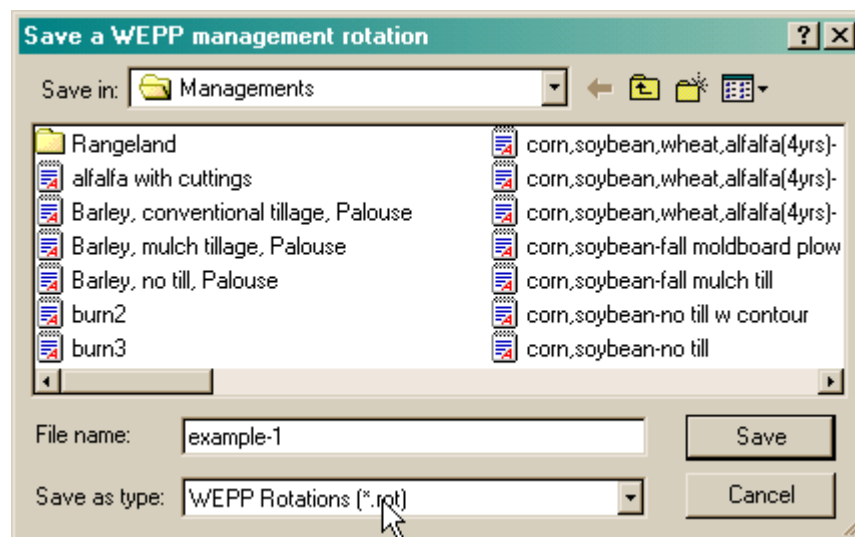 Save a WEPP management rotation
Save in: Managements
Rangeland
alfalfa with cuttings
Barley, conventional tillage, Palouse
Barley, mulch tillage, Palouse
Barley, no till, Palouse
burn2
burn3
corn,soybean,wheat,alfalfa(4yrs)-
corn,soybean,wheat,alfalfa(4yrs)-
corn,soybean,wheat,alfalfa(4yrs)-
corn,soybean-fall moldboard plow
corn,soybean-fall mulch till
corn,soybean-no till w contour
corn,soybean-no till
File name: example-1
Save
Save as type: WEPP Rotations (*.rot)
Cancel